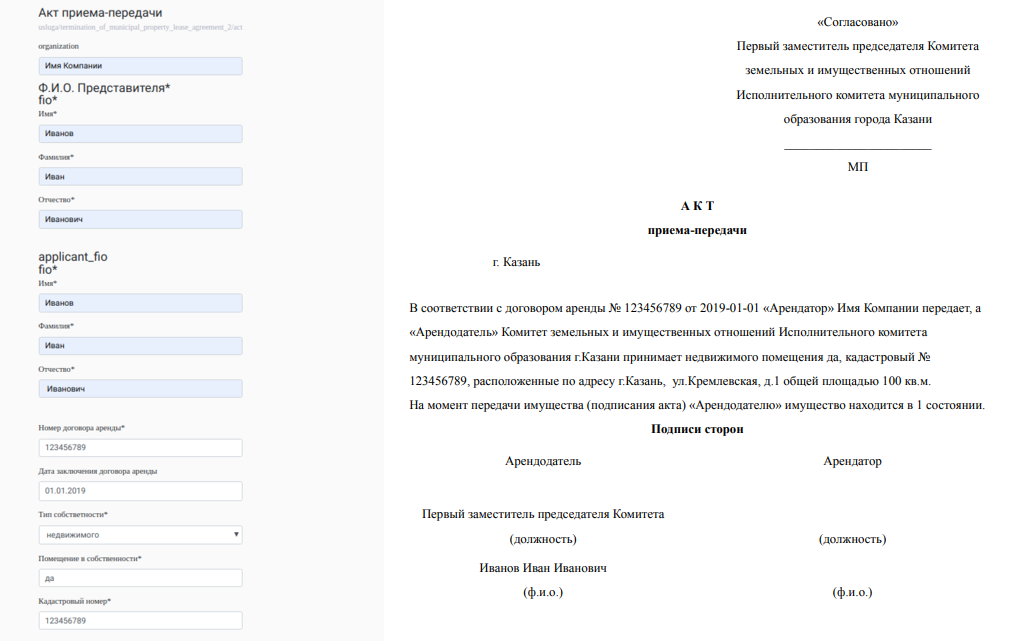 Акт приема-передачи
usluga/termination_of_municipal_property_lease_agreement_2/act
organization
Имя Компании
Ф.И.О. Представителя*
fio*
Имя*
Иванов
Фамилия*
Иван
Отчество*
Иванович
applicant_fio
fio*
Имя*
Иванов
Фамилия*
Иван
Отчество*
Иванович
Номер договора аренды*
123456789
Дата заключения договора аренды
01.01.2019
Тип собстветности*
недвижимого
Помещение в собственности*
да
Кадастровый номер*
123456789
«Согласовано»
Первый заместитель председателя Комитета
земельных и имущественных отношений
Исполнительного комитета муниципального
образования города Казани
МП
А К Т
приема-передачи
г. Казань
В соответствии с договором аренды № 123456789 от 2019-01-01 «Арендатор» Имя Компании передает, а
«Арендодатель» Комитет земельных и имущественных отношений Исполнительного комитета
муниципального образования г.Казани принимает недвижимого помещения да, кадастровый №
123456789, расположенные по адресу г.Казань, ул.Кремлевская, д.1 общей площадью 100 кв.м.
На момент передачи имущества (подписания акта) «Арендодателю» имущество находится в 1 состоянии.
Подписи сторон
Арендодатель Арендатор
Первый заместитель председателя Комитета
(должность) (должность)
Иванов Иван Иванович
(ф.и.о.) (ф.и.о.)